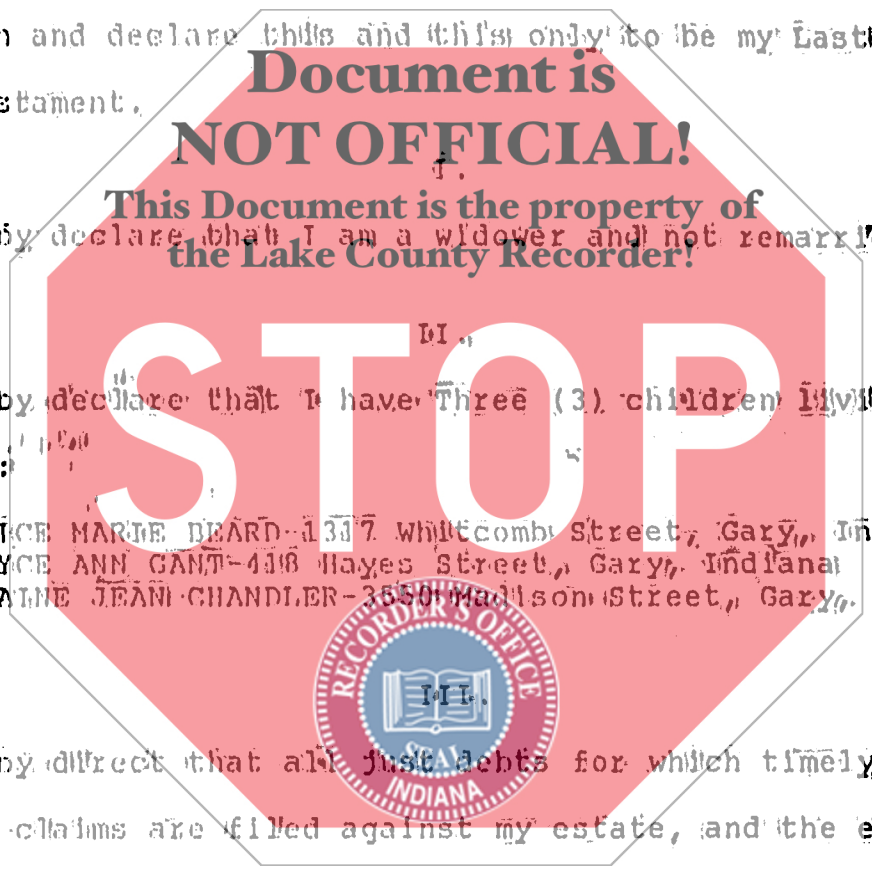 and declare this and this only to be my Last
stament.
Document is
NOT OFFICIAL!
I.
This Document is the property of
by declare that I am a widower and not remarri
the Lake County Recorder!
II.
STOP
by declare that I have Three (3) children livi
:
ICE MARIE BEARD-1317 Whitcomb Street, Gary, In
YCE ANN GANT-418 Hayes Street, Gary, Indiana
AINE JEAN CHANDLER-3550 Madison Street, Gary,
RECORDER'S OFFICE
III.
SEAL
INDIANA
by direct that all just debts for which timely
claims are filed against my estate, and the e